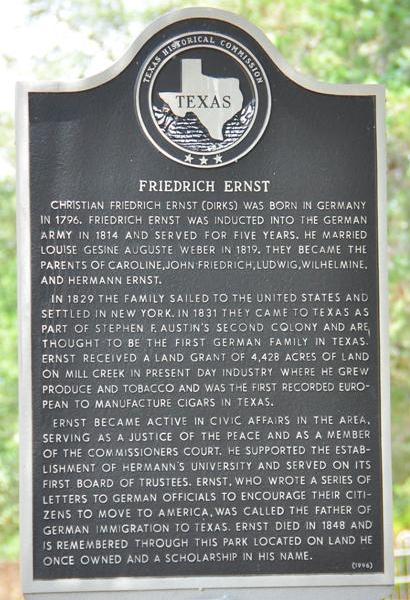 TEXAS HISTORICAL COMMISSION
TEXAS
FRIEDRICH ERNST
CHRISTIAN FRIEDRICH ERNST (DIRKS) WAS BORN IN GERMANY
IN 1796. FRIEDRICH ERNST WAS INDUCTED INTO THE GERMAN
ARMY IN 1814 AND SERVED FOR FIVE YEARS. HE MARRIED
LOUISE GESINE AUGUSTE WEBER IN 1819. THEY BECAME THE
PARENTS OF CAROLINE, JOHN FRIEDRICH, LUDWIG, WILHELMINE,
AND HERMANN ERNST.
IN 1829 THE FAMILY SAILED TO THE UNITED STATES AND
SETTLED IN NEW YORK. IN 1831 THEY CAME TO TEXAS AS
PART OF STEPHEN F. AUSTIN'S SECOND COLONY AND ARE
THOUGHT TO BE THE FIRST GERMAN FAMILY IN TEXAS.
ERNST RECEIVED A LAND GRANT OF 4,428 ACRES OF LAND
ON MILL CREEK IN PRESENT DAY INDUSTRY WHERE HE GREW
PRODUCE AND TOBACCO AND WAS THE FIRST RECORDED EURO-
PEAN TO MANUFACTURE CIGARS IN TEXAS.
ERNST BECAME ACTIVE IN CIVIC AFFAIRS IN THE AREA,
SERVING AS A JUSTICE OF THE PEACE AND AS A MEMBER
OF THE COMMISSIONERS COURT. HE SUPPORTED THE ESTAB-
LISHMENT OF HERMANN'S UNIVERSITY AND SERVED ON ITS
FIRST BOARD OF TRUSTEES. ERNST, WHO WROTE A SERIES OF
LETTERS TO GERMAN OFFICIALS TO ENCOURAGE THEIR CITI-
ZENS TO MOVE TO AMERICA, WAS CALLED THE FATHER OF
GERMAN IMMIGRATION TO TEXAS. ERNST DIED IN 1848 AND
IS REMEMBERED THROUGH THIS PARK LOCATED ON LAND HE
ONCE OWNED AND A SCHOLARSHIP IN HIS NAME.
(1996)